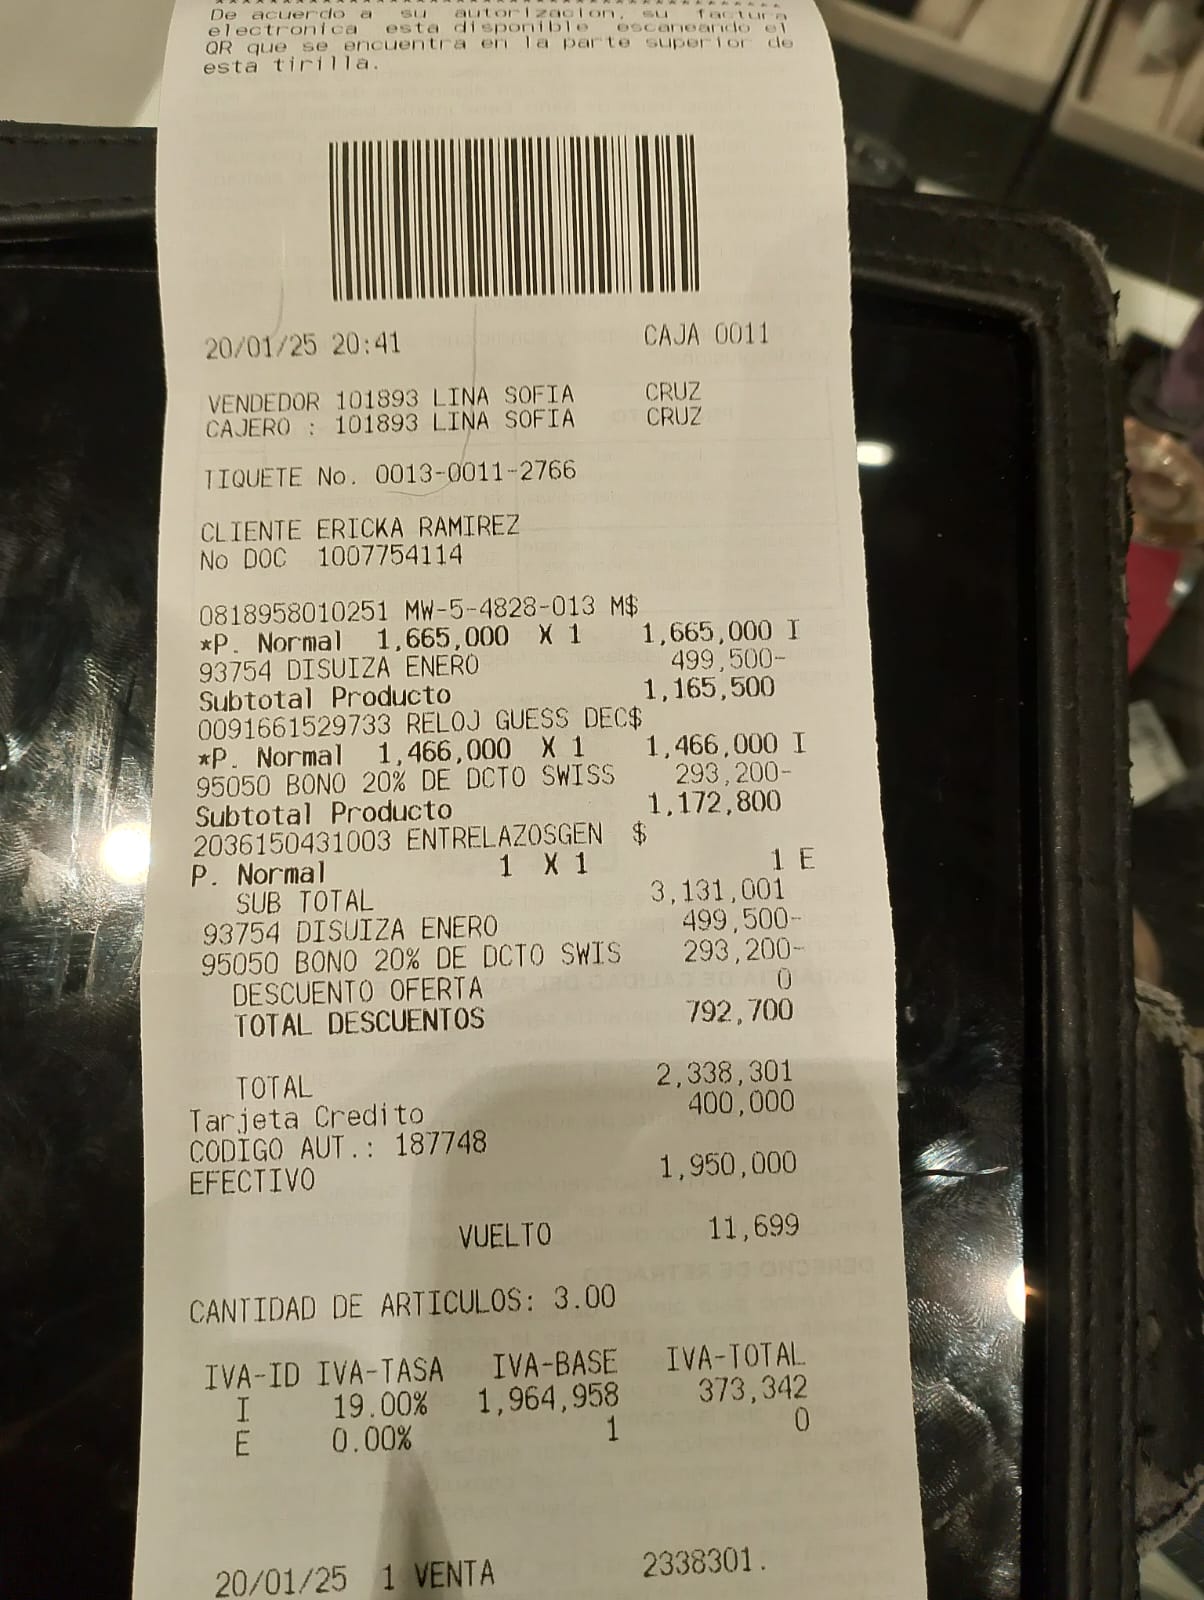 De acuerdo a su autorizacion, su factura
electronica esta disponible escaneando el
QR que se encuentra en la parte superior de
esta tirilla.
20/01/25 20:41 CAJA 0011
VENDEDOR 101893 LINA SOFIA CRUZ
CAJERO : 101893 LINA SOFIA CRUZ
TIQUETE No. 0013-0011-2766
CLIENTE ERICKA RAMIREZ
No DOC 1007754114
0818958010251 MW-5-4828-013 M$
*P. Normal 1,665,000 X 1 1,665,000 I
93754 DISUIZA ENERO 499,500-
Subtotal Producto 1,165,500
0091661529733 RELOJ GUESS DEC$
*P. Normal 1,466,000 X 1 1,466,000 I
95050 BONO 20% DE DCTO SWISS 293,200-
Subtotal Producto 1,172,800
2036150431003 ENTRELAZOSGEN $
P. Normal 1 X 1 1 E
SUB TOTAL 3,131,001
93754 DISUIZA ENERO 499,500-
95050 BONO 20% DE DCTO SWIS 293,200-
DESCUENTO OFERTA 0
TOTAL DESCUENTOS 792,700
TOTAL 2,338,301
Tarjeta Credito 400,000
CODIGO AUT.: 187748
EFECTIVO 1,950,000
VUELTO 11,699
CANTIDAD DE ARTICULOS: 3.00
IVA-ID IVA-TASA IVA-BASE IVA-TOTAL
I 19.00% 1,964,958 373,342
E 0.00% 1 0
20/01/25 1 VENTA 2338301.